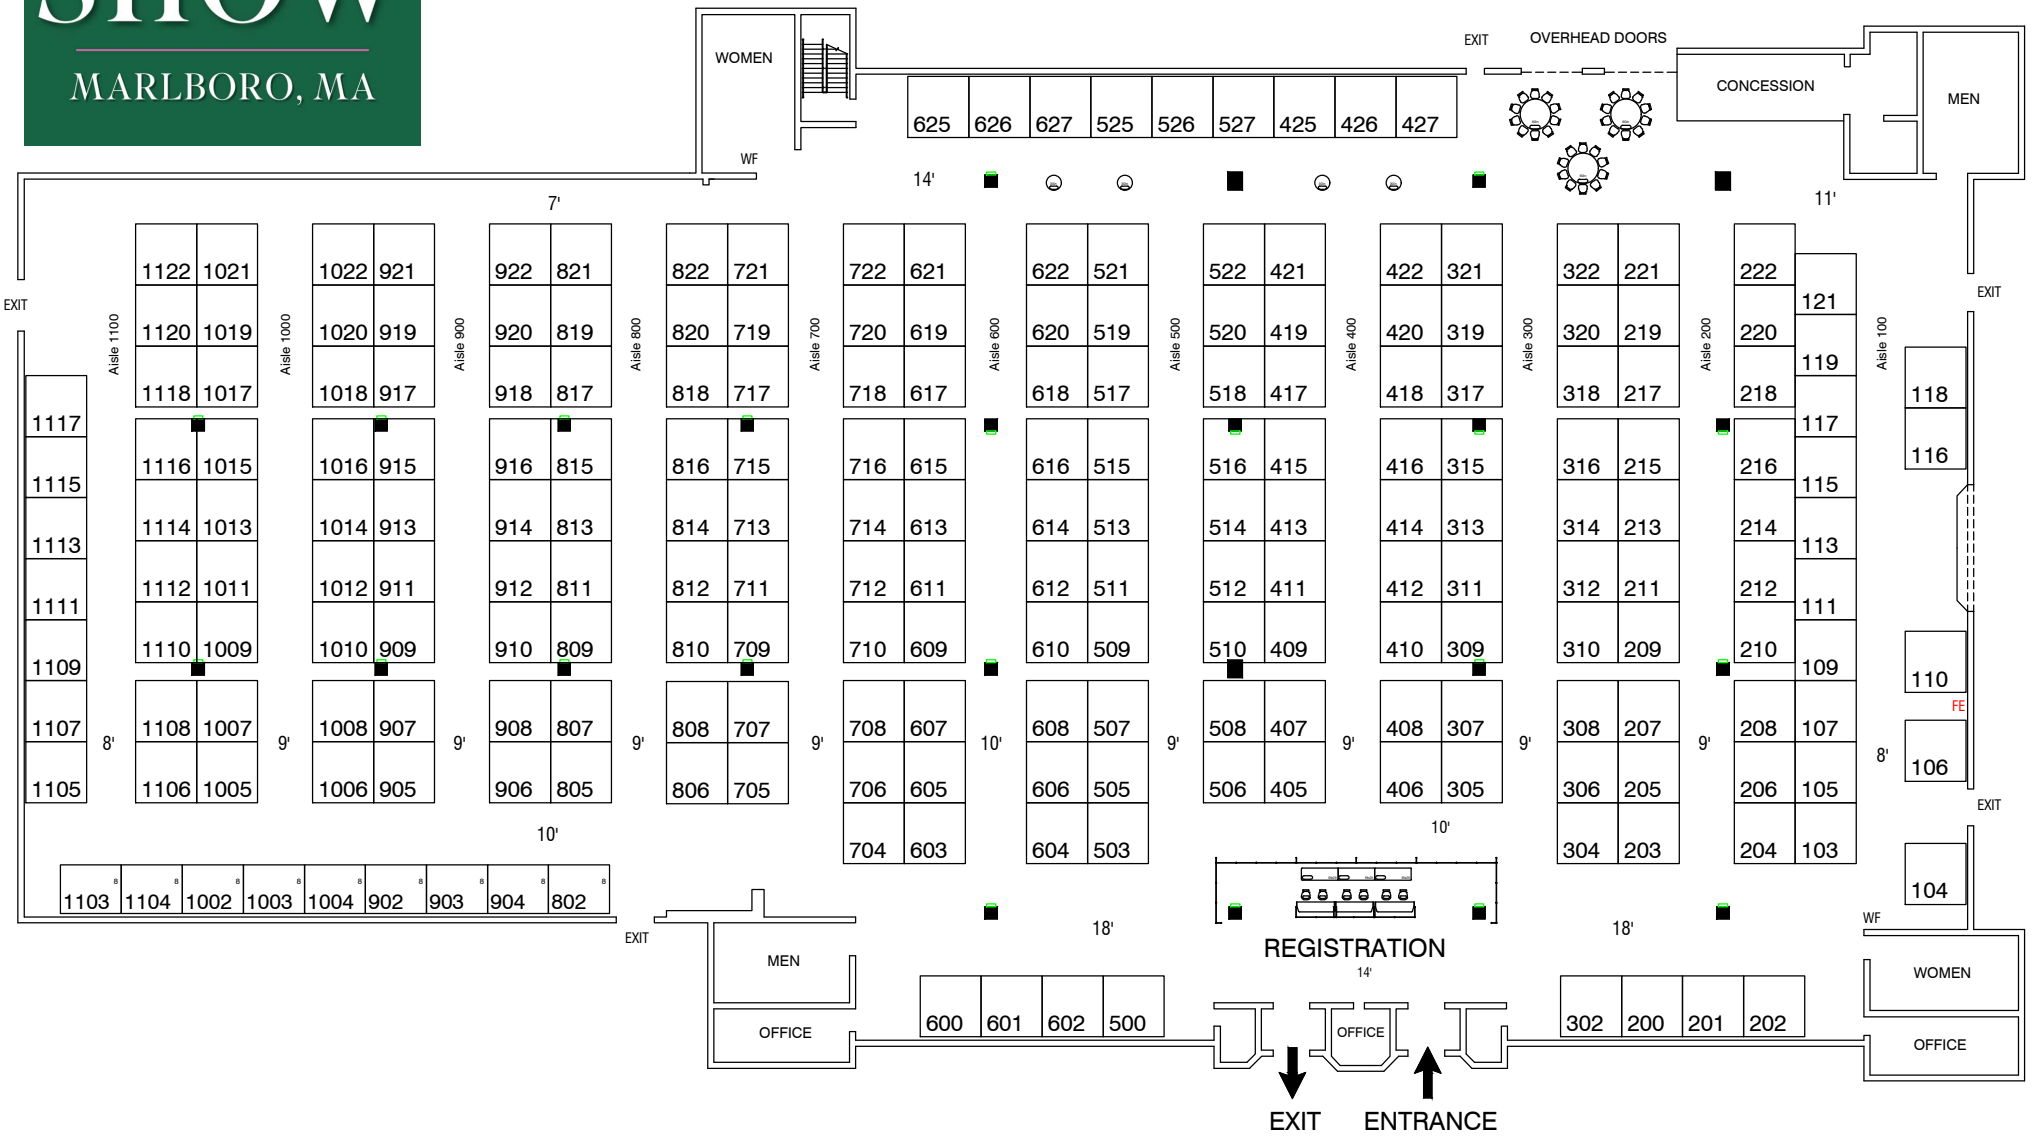 SHOW
MARLBORO, MA
WOMEN
EXIT
OVERHEAD DOORS
CONCESSION
MEN
625 626 627 525 526 527 425 426 427
WF
14'
11'
7'
1122 1021 1022 921 922 821 822 721 722 621 622 521 522 421 422 321 322 221 222
121
EXIT
EXIT
1120 1019 1020 919 920 819 820 719 720 619 620 519 520 419 420 319 320 219 220
Aisle 1100
Aisle 1000
Aisle 900
Aisle 800
Aisle 700
Aisle 600
Aisle 500
Aisle 400
Aisle 300
Aisle 200
Aisle 100
119
1118 1017 1018 917 918 817 818 717 718 617 618 517 518 417 418 317 318 217 218
118
1117
117
116
1116 1015 1016 915 916 815 816 715 716 615 616 515 516 415 416 315 316 215 216
1115
115
1114 1013 1014 913 914 813 814 713 714 613 614 513 514 413 414 313 314 213 214
1113
113
1112 1011 1012 911 912 811 812 711 712 611 612 511 512 411 412 311 312 211 212
1111
111
1110 1009 1010 909 910 809 810 709 710 609 610 509 510 409 410 309 310 209 210
1109
109
110
FE
1107
1108 1007 1008 907 908 807 808 707 708 607 608 507 508 407 408 307 308 207 208 107
8' 9' 9' 9' 9' 10' 9' 9' 9' 9' 8'
106
1105
1106 1005 1006 905 906 805 806 705 706 605 606 505 506 405 406 305 306 205 206 105
EXIT
10'
10'
704 603 604 503 304 203 204 103
8 8 8 8 8 8 8 8 8
1103 1104 1002 1003 1004 902 903 904 802
104
WF
EXIT
18'
18'
REGISTRATION
14'
MEN
WOMEN
600 601 602 500
302 200 201 202
OFFICE
OFFICE
OFFICE
EXIT
ENTRANCE